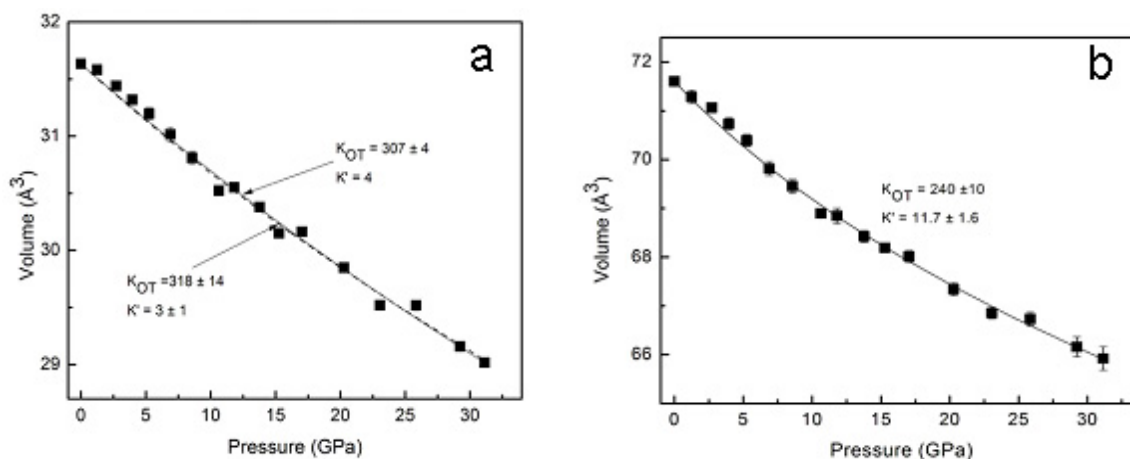 a
32
31
30
29
Volume (Å³)
K_OT = 307 ± 4
K' = 4
K_OT =318 ± 14
K' = 3 ± 1
0 5 10 15 20 25 30
Pressure (GPa)
b
72
70
68
66
Volume (Å³)
K_OT = 240 ±10
K' = 11.7 ± 1.6
0 5 10 15 20 25 30
Pressure (GPa)